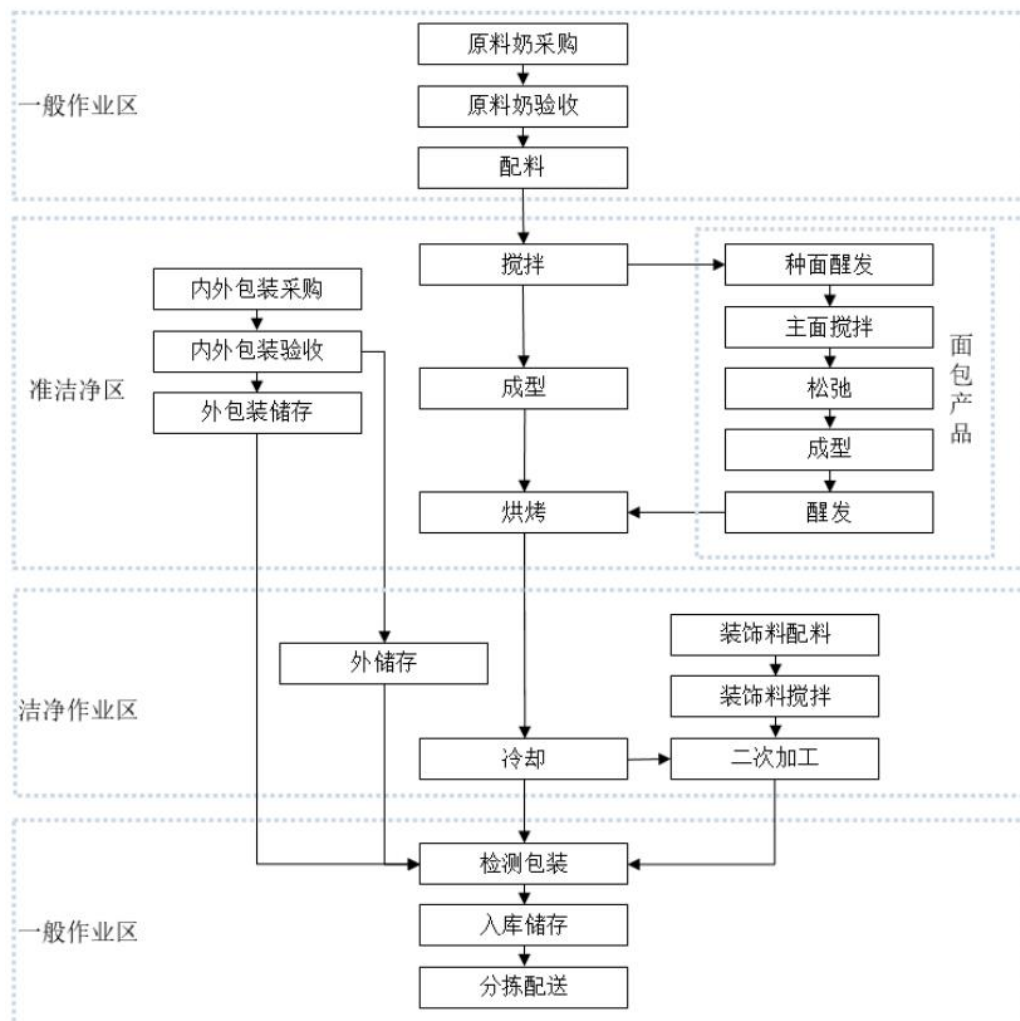 原料奶采购
一般作业区
原料奶验收
配料
搅拌
种面醒发
内外包装采购
主面搅拌
内外包装验收
面包产品
准洁净区
成型
松弛
外包装储存
成型
烘烤
醒发
装饰料配料
外储存
装饰料搅拌
洁净作业区
冷却
二次加工
检测包装
一般作业区
入库储存
分拣配送